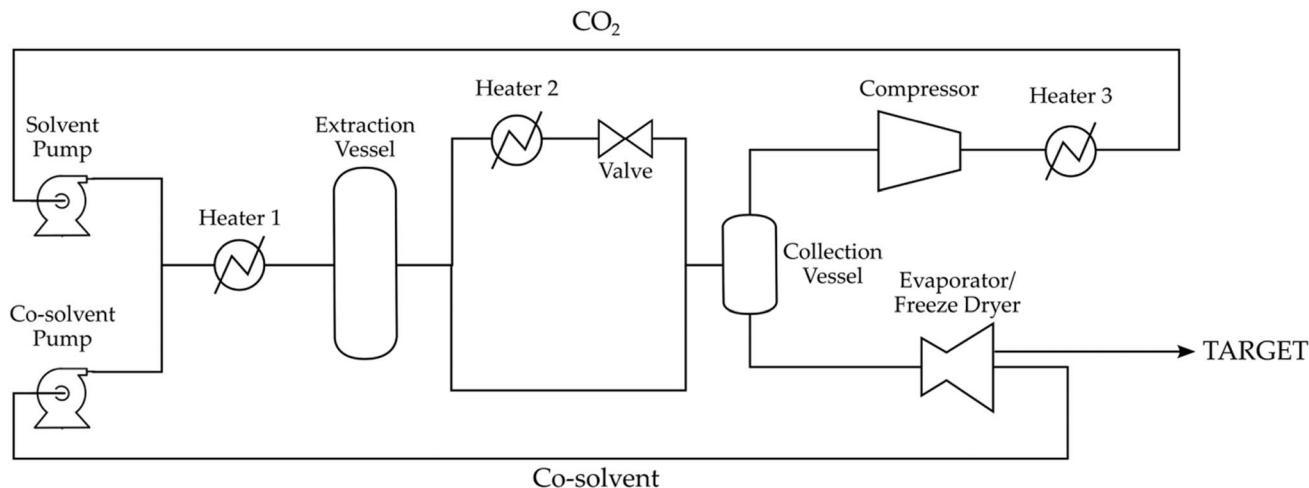 CO₂
Solvent
Pump
Heater 1
Extraction
Vessel
Heater 2
Valve
Compressor
Heater 3
Collection
Vessel
Evaporator/
Freeze Dryer
TARGET
Co-solvent
Pump
Co-solvent